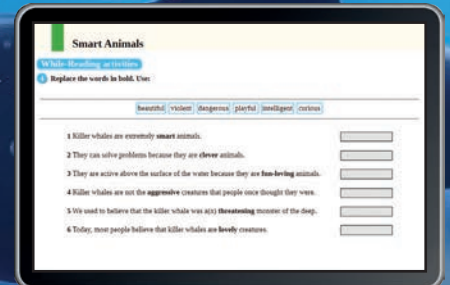 Smart Animals
While-Reading activities
4 Replace the words in bold. Use:
beautiful violent dangerous playful intelligent curious
1 Killer whales are extremely smart animals.
2 They can solve problems because they are clever animals.
3 They are active above the surface of the water because they are fun-loving animals.
4 Killer whales are not the aggressive creatures that people once thought they were.
5 We used to believe that the killer whale was a(n) threatening monster of the deep.
6 Today, most people believe that killer whales are lovely creatures.